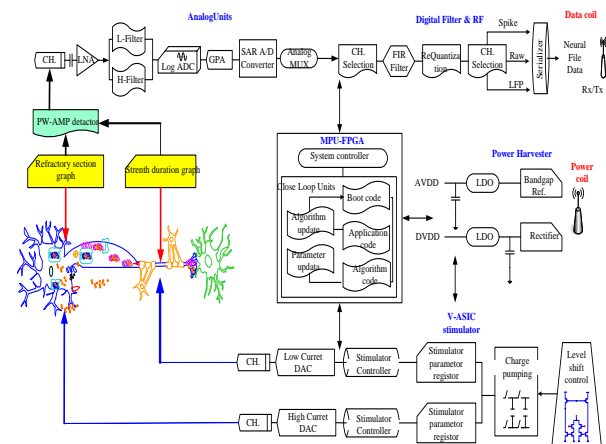 AnalogUnits
Digital Filter & RF
Data coil
CH.
LNA
L-Filter
H-Filter
Log ADC
GPA
SAR A/D
Converter
Analog
MUX
CH.
Selection
FIR
Filter
ReQuantiza
tion
CH.
Selection
Spike
Raw
LFP
Serializer
Neural
File
Data
Rx/Tx
PW-AMP detactor
Refractory section
graph
Strenth duration graph
MPU-FPGA
System controller
Close Loop Units
Boot code
Algorithm
update
Application
code
Parameter
updata
Algorithm
code
Power Harvester
Power
coil
AVDD
LDO
Bandgap
Ref.
DVDD
LDO
Rectifier
V-ASIC
stimulator
CH.
Low Curret
DAC
Stimulator
Controller
Stimulator
parameter
registor
Charge
pumping
Level
shift
control
CH.
High Curret
DAC
Stimulator
Controller
Stimulator
parameter
registor